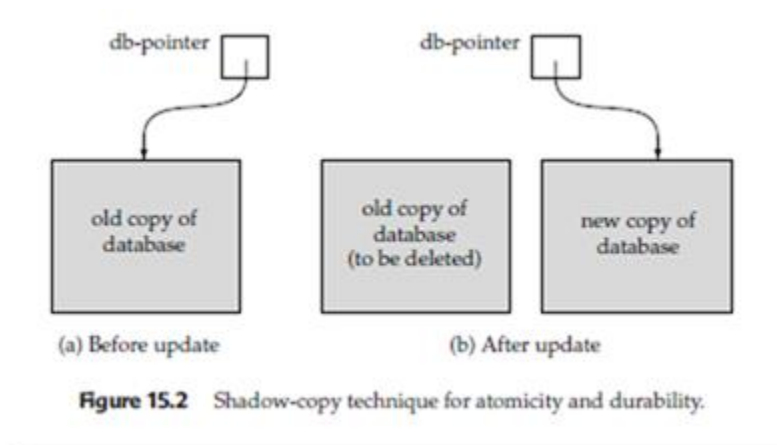 db-pointer
db-pointer
old copy of
database
old copy of
database
(to be deleted)
new copy of
database
(a) Before update
(b) After update
Figure 15.2 Shadow-copy technique for atomicity and durability.